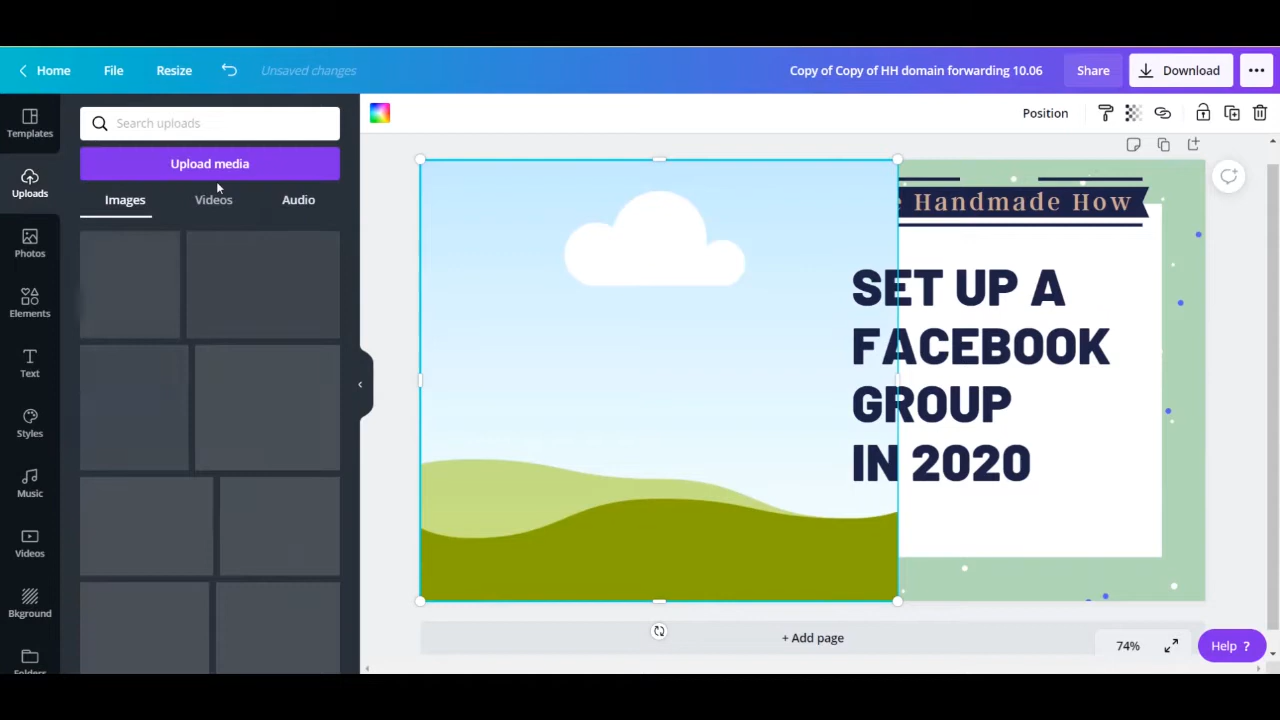 Home
File
Resize
Unsaved changes
Copy of Copy of HH domain forwarding 10.06
Share
Download
Templates
Uploads
Photos
Elements
Text
Styles
Music
Videos
Bkground
Search uploads
Upload media
Images
Videos
Audio
Position
Handmade How
SET UP A
FACEBOOK
GROUP
IN 2020
+ Add page
74%
Help ?